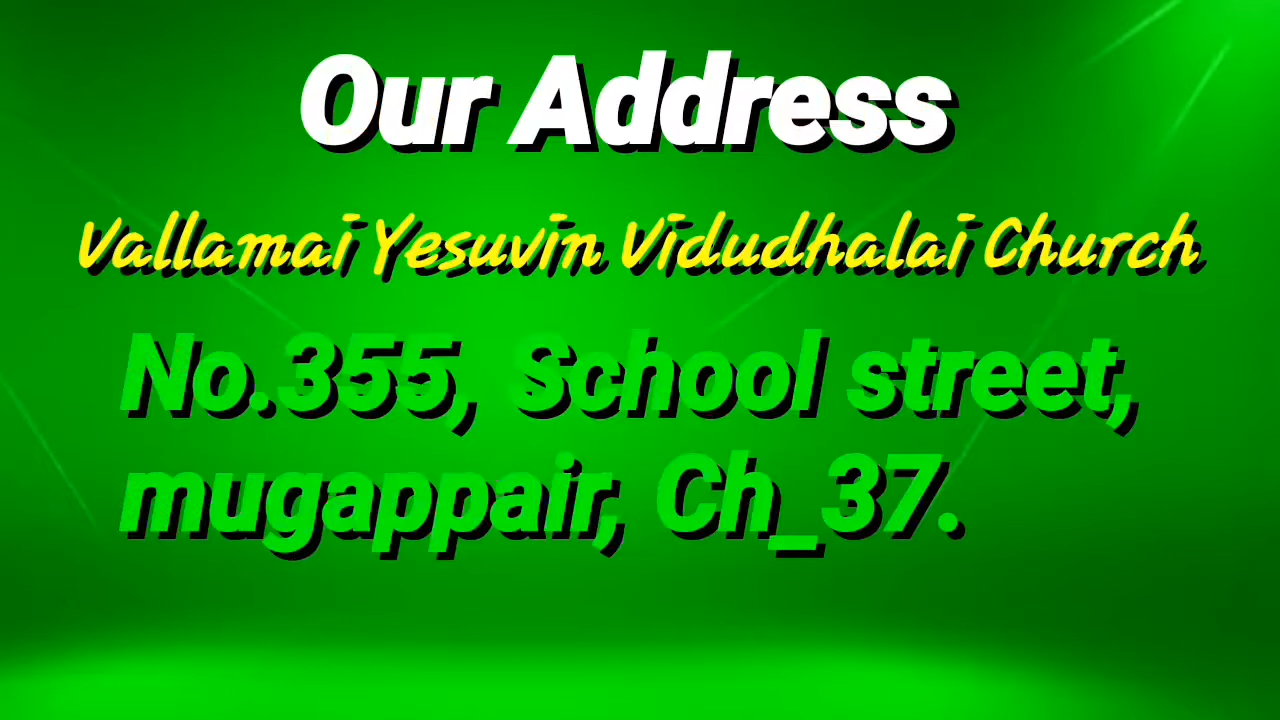 Our Address
Vallamai Yesuvin Vidudhalai Church
No.355, School street,
mugappair, Ch_37.